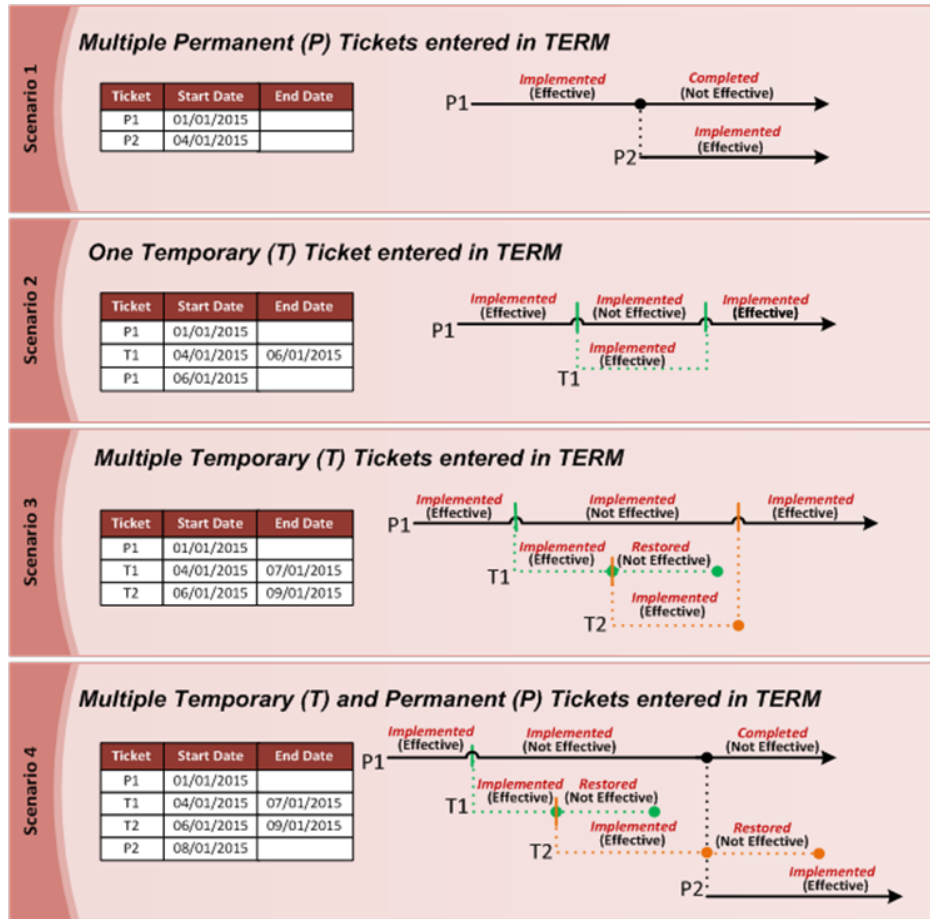 Scenario 1
Multiple Permanent (P) Tickets entered in TERM
Ticket Start Date End Date
P1 01/01/2015
P2 04/01/2015
Implemented Completed
(Effective) (Not Effective)
P1
Implemented
(Effective)
P2
Scenario 2
One Temporary (T) Ticket entered in TERM
Ticket Start Date End Date
P1 01/01/2015
T1 04/01/2015 06/01/2015
P1 06/01/2015
Implemented Implemented Implemented
(Effective) (Not Effective) (Effective)
P1
Implemented
(Effective)
T1
Scenario 3
Multiple Temporary (T) Tickets entered in TERM
Ticket Start Date End Date
P1 01/01/2015
T1 04/01/2015 07/01/2015
T2 06/01/2015 09/01/2015
Implemented Implemented Implemented
(Effective) (Not Effective) (Effective)
P1
Implemented Restored
(Effective) (Not Effective)
T1
Implemented
(Effective)
T2
Scenario 4
Multiple Temporary (T) and Permanent (P) Tickets entered in TERM
Ticket Start Date End Date
P1 01/01/2015
T1 04/01/2015 07/01/2015
T2 06/01/2015 09/01/2015
P2 08/01/2015
Implemented Implemented Completed
(Effective) (Not Effective) (Not Effective)
P1
Implemented Restored
(Effective) (Not Effective)
T1
Implemented Restored
(Effective) (Not Effective)
T2
Implemented
(Effective)
P2